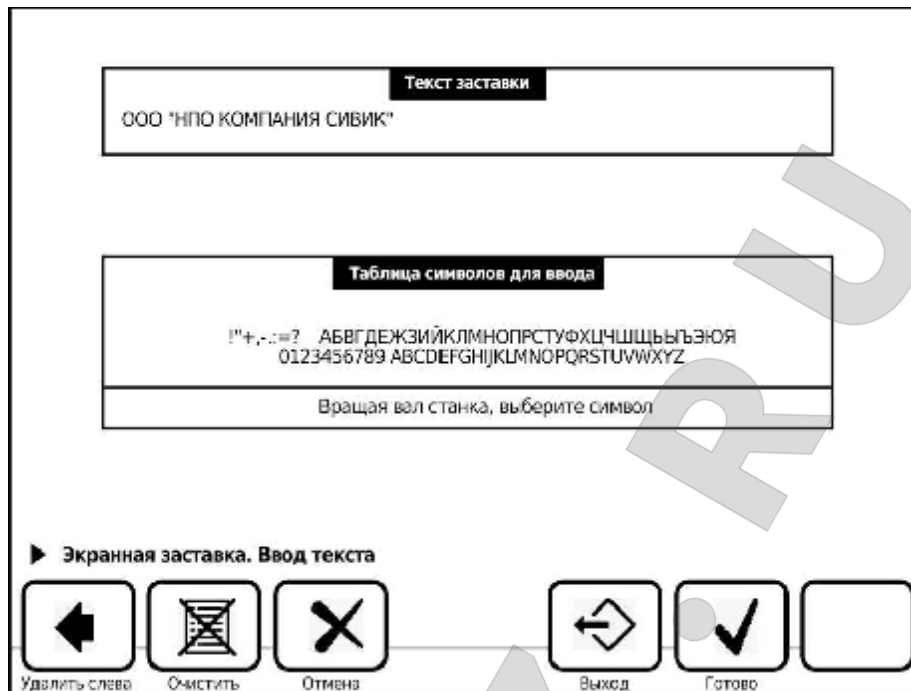 Текст заставки
ООО "НПО КОМПАНИЯ СИВИК"
Таблица символов для ввода
!"+,-.:=? АБВГДЕЖЗИЙКЛМНОПРСТУФХЦЧШЩЬЫЪЭЮЯ
0123456789 ABCDEFGHIJKLMNOPQRSTUVWXYZ
Вращая вал станка, выберите символ
Экранная заставка. Ввод текста
Удалить слева Очистить Отмена Выход Готово
R U